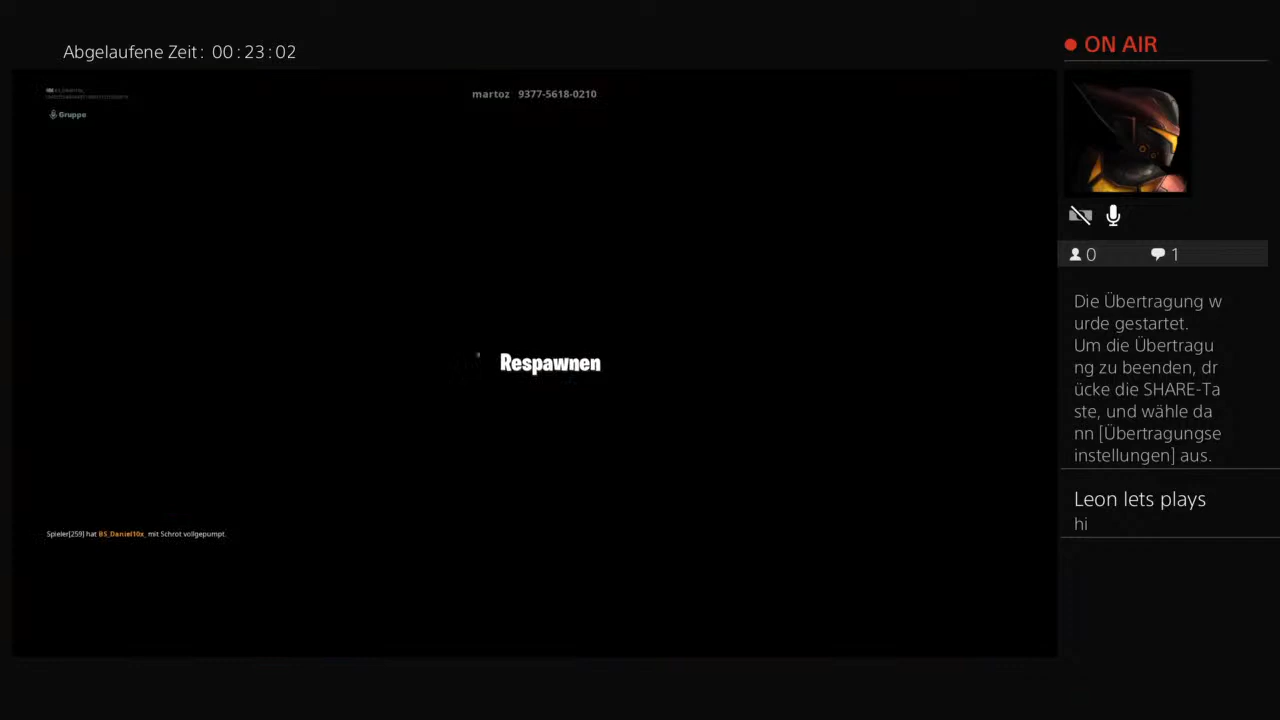 Abgelaufene Zeit: 00:23:02
ON AIR
martoz 9377-5618-0210
Gruppe
0 1
Die Übertragung w
urde gestartet.
Um die Übertragu
ng zu beenden, dr
ücke die SHARE-Ta
ste, und wähle da
nn [Übertragungse
instellungen] aus.
Respawnen
Leon lets plays
hi
Spieler[259] hat BS_Daniel10x_ mit Schrot vollgepumpt.